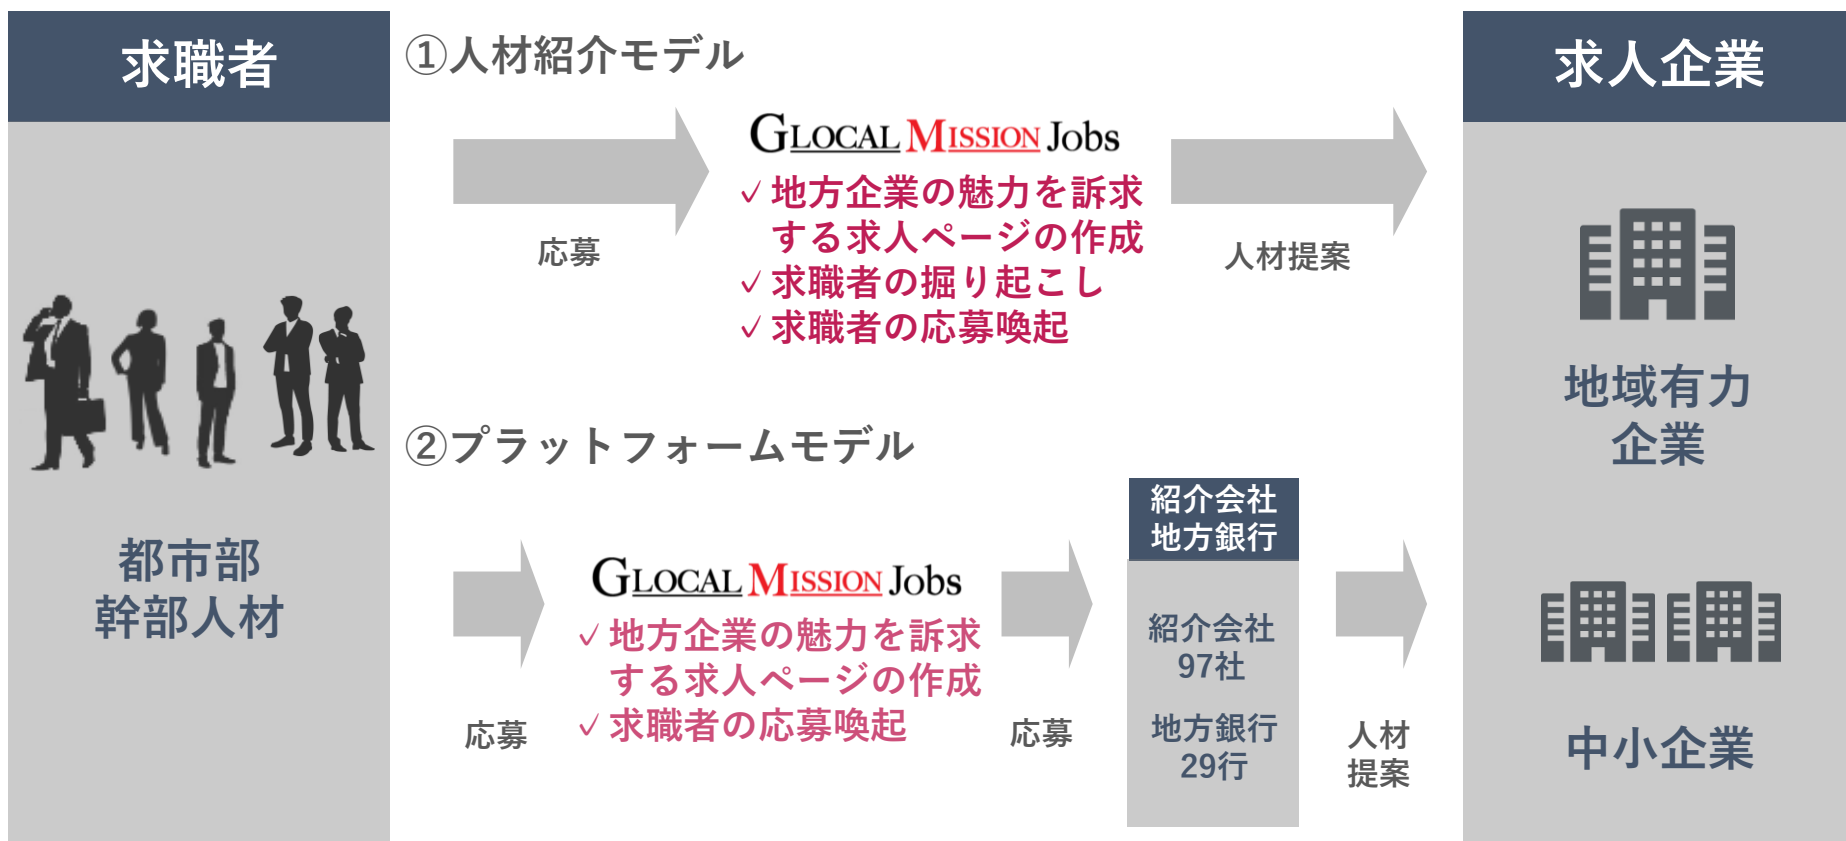 求職者
都市部
幹部人材
①人材紹介モデル
応募
GLOCAL MISSION Jobs
✓ 地方企業の魅力を訴求
する求人ページの作成
✓ 求職者の掘り起こし
✓ 求職者の応募喚起
人材提案
②プラットフォームモデル
応募
GLOCAL MISSION Jobs
✓ 地方企業の魅力を訴求
する求人ページの作成
✓ 求職者の応募喚起
応募
紹介会社
地方銀行
紹介会社
97社
地方銀行
29行
人材
提案
求人企業
地域有力
企業
中小企業